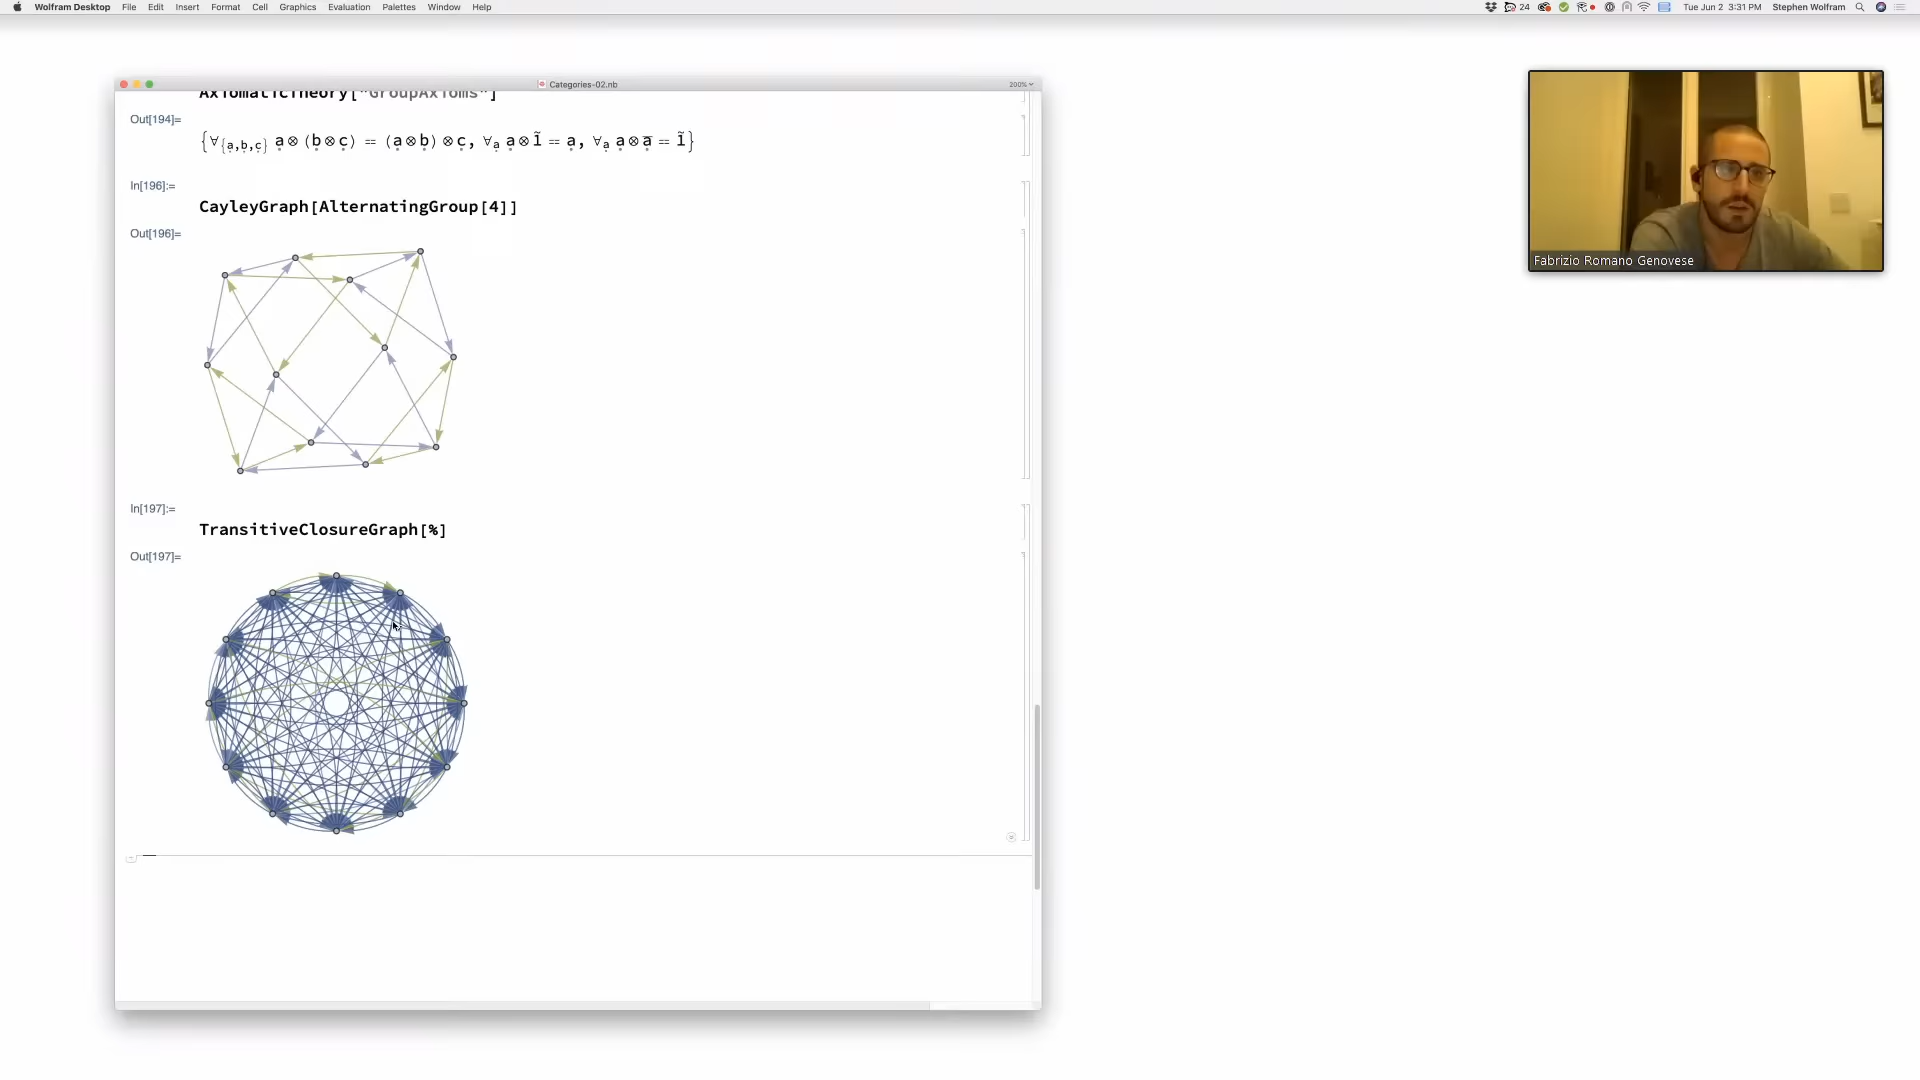 Wolfram Desktop File Edit Insert Format Cell Graphics Evaluation Palettes Window Help 24 Tue Jun 2 3:31 PM Stephen Wolfram
Categories-02.nb 200%
AxiomaticTheory["GroupAxioms"]
Out[194]=
{∀{a,b,c} a⊗(b⊗c) == (a⊗b)⊗c, ∀a a⊗1̃ == a, ∀a a⊗a̅ == 1̃}
In[196]:=
CayleyGraph[AlternatingGroup[4]]
Out[196]=
In[197]:=
TransitiveClosureGraph[%]
Out[197]=
Fabrizio Romano Genovese